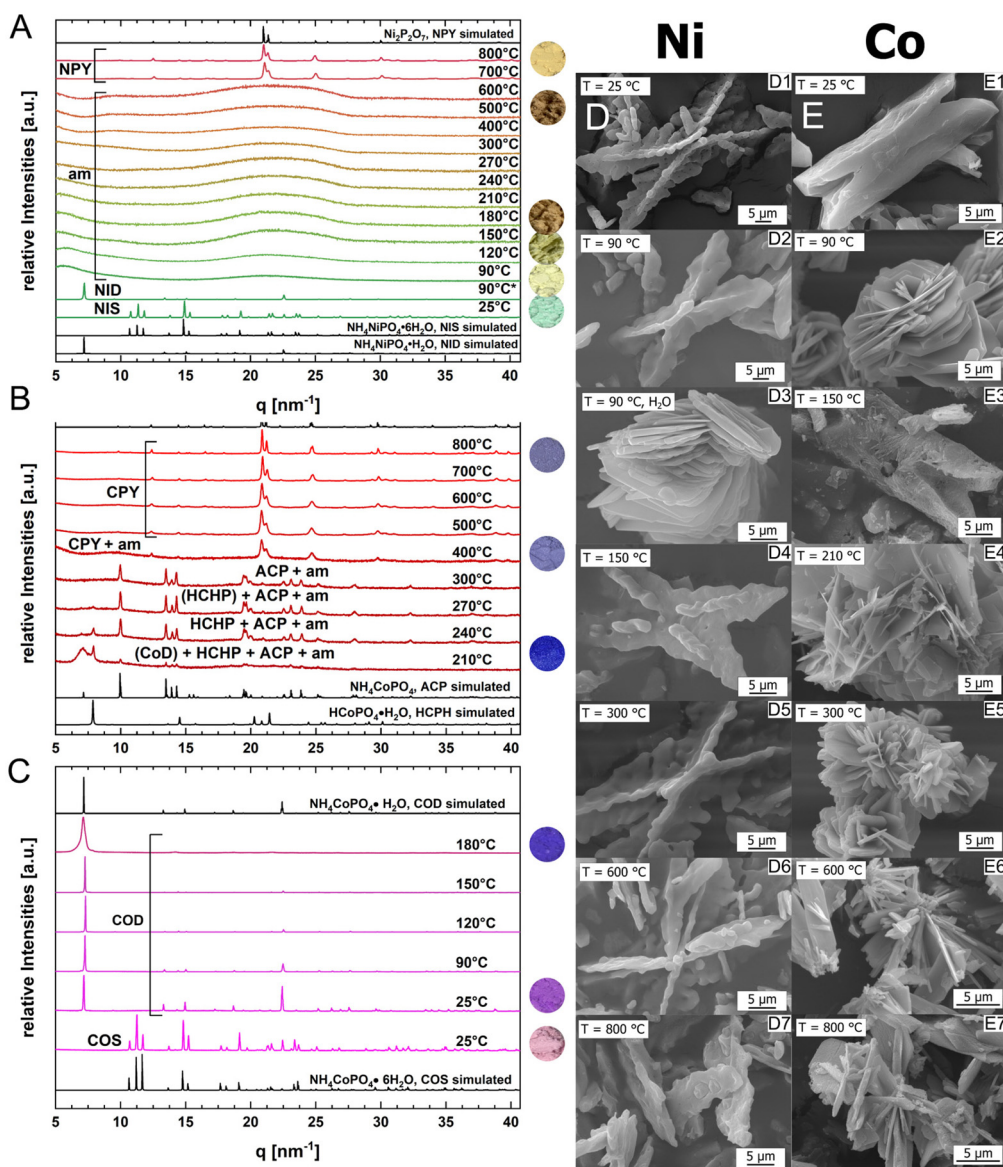 A
relative Intensities [a.u.]
Ni₂P₂O₇, NPY simulated
NPY
800°C
700°C
am
600°C
500°C
400°C
300°C
270°C
240°C
210°C
180°C
150°C
120°C
90°C
NID
90°C*
NIS
25°C
NH₄NiPO₄•6H₂O, NIS simulated
NH₄NiPO₄•H₂O, NID simulated
5 10 15 20 25 30 35 40
q [nm⁻¹]
B
relative Intensities [a.u.]
CPY
800°C
700°C
600°C
500°C
CPY + am
400°C
ACP + am
300°C
(HCHP) + ACP + am
270°C
HCHP + ACP + am
240°C
(CoD) + HCHP + ACP + am
210°C
NH₄CoPO₄, ACP simulated
HCoPO₄•H₂O, HCPH simulated
5 10 15 20 25 30 35 40
C
relative Intensities [a.u.]
NH₄CoPO₄• H₂O, COD simulated
COD
180°C
150°C
120°C
90°C
25°C
COS
25°C
NH₄CoPO₄• 6H₂O, COS simulated
5 10 15 20 25 30 35 40
q [nm⁻¹]
Ni
D
T = 25 °C
D1
5 µm
T = 90 °C
D2
5 µm
T = 90 °C, H₂O
D3
5 µm
T = 150 °C
D4
5 µm
T = 300 °C
D5
5 µm
T = 600 °C
D6
5 µm
T = 800 °C
D7
5 µm
Co
E
T = 25 °C
E1
5 µm
T = 90 °C
E2
5 µm
T = 150 °C
E3
5 µm
T = 210 °C
E4
5 µm
T = 300 °C
E5
5 µm
T = 600 °C
E6
5 µm
T = 800 °C
E7
5 µm